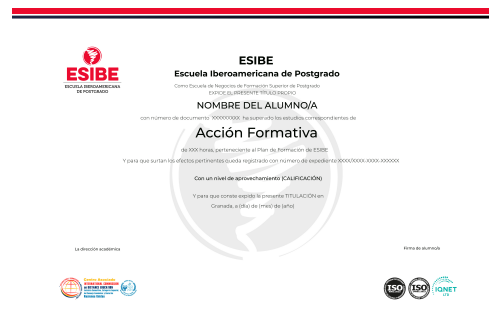 ESIBE
ESCUELA IBEROAMERICANA
DE POSTGRADO
ESIBE
Escuela Iberoamericana de Postgrado
Como Escuela de Negocios de Formación Superior de Postgrado
EXPIDE EL PRESENTE TÍTULO PROPIO
NOMBRE DEL ALUMNO/A
con número de documento XXXXXXXXX ha superado los estudios correspondientes de
Acción Formativa
de XXX horas, perteneciente al Plan de Formación de ESIBE
Y para que surtan los efectos pertinentes queda registrado con número de expediente XXXX/XXXX-XXXX-XXXXXX
Con un nivel de aprovechamiento (CALIFICACIÓN)
Y para que conste expido la presente TITULACIÓN en
Granada, a (día) de (mes) de (año)
La dirección académica
Firma de alumno/a
ISO
ISO
IQNET
LTD